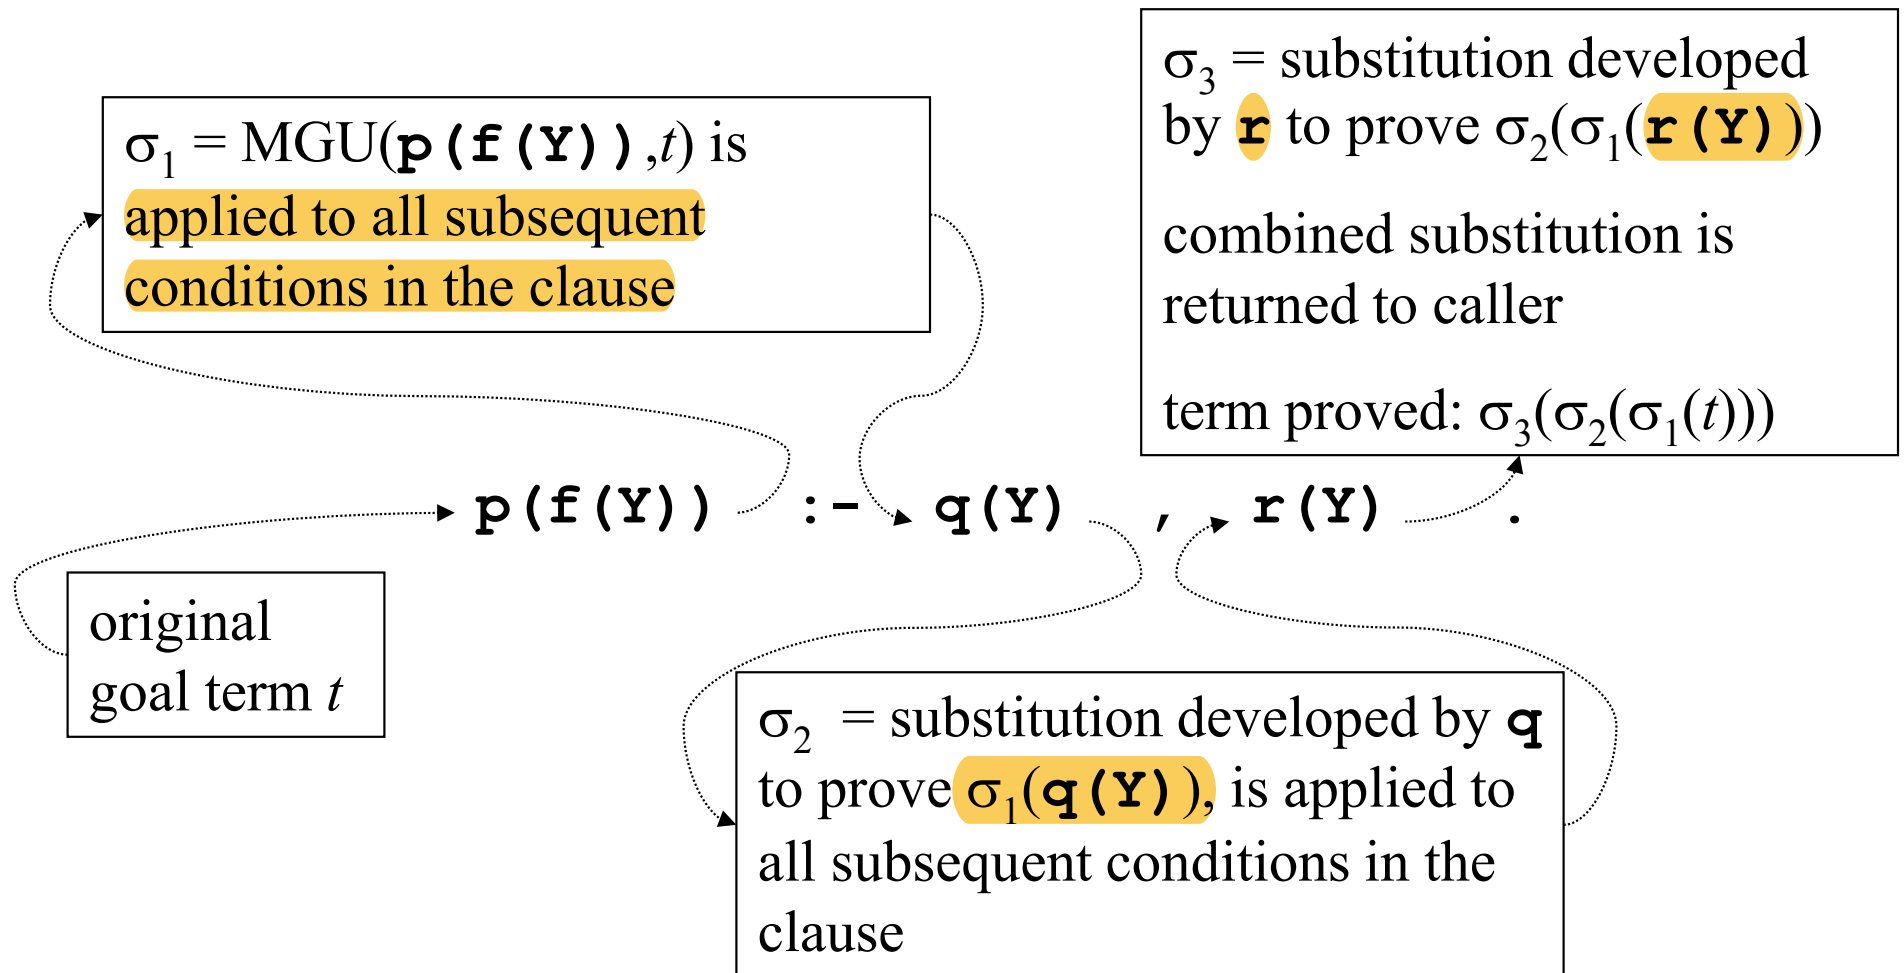 σ₁ = MGU(p(f(Y)),t) is
applied to all subsequent
conditions in the clause
σ₃ = substitution developed
by r to prove σ₂(σ₁(r(Y)))
combined substitution is
returned to caller
term proved: σ₃(σ₂(σ₁(t)))
p(f(Y)) :- q(Y) , r(Y) .
original
goal term t
σ₂ = substitution developed by q
to prove σ₁(q(Y)), is applied to
all subsequent conditions in the
clause